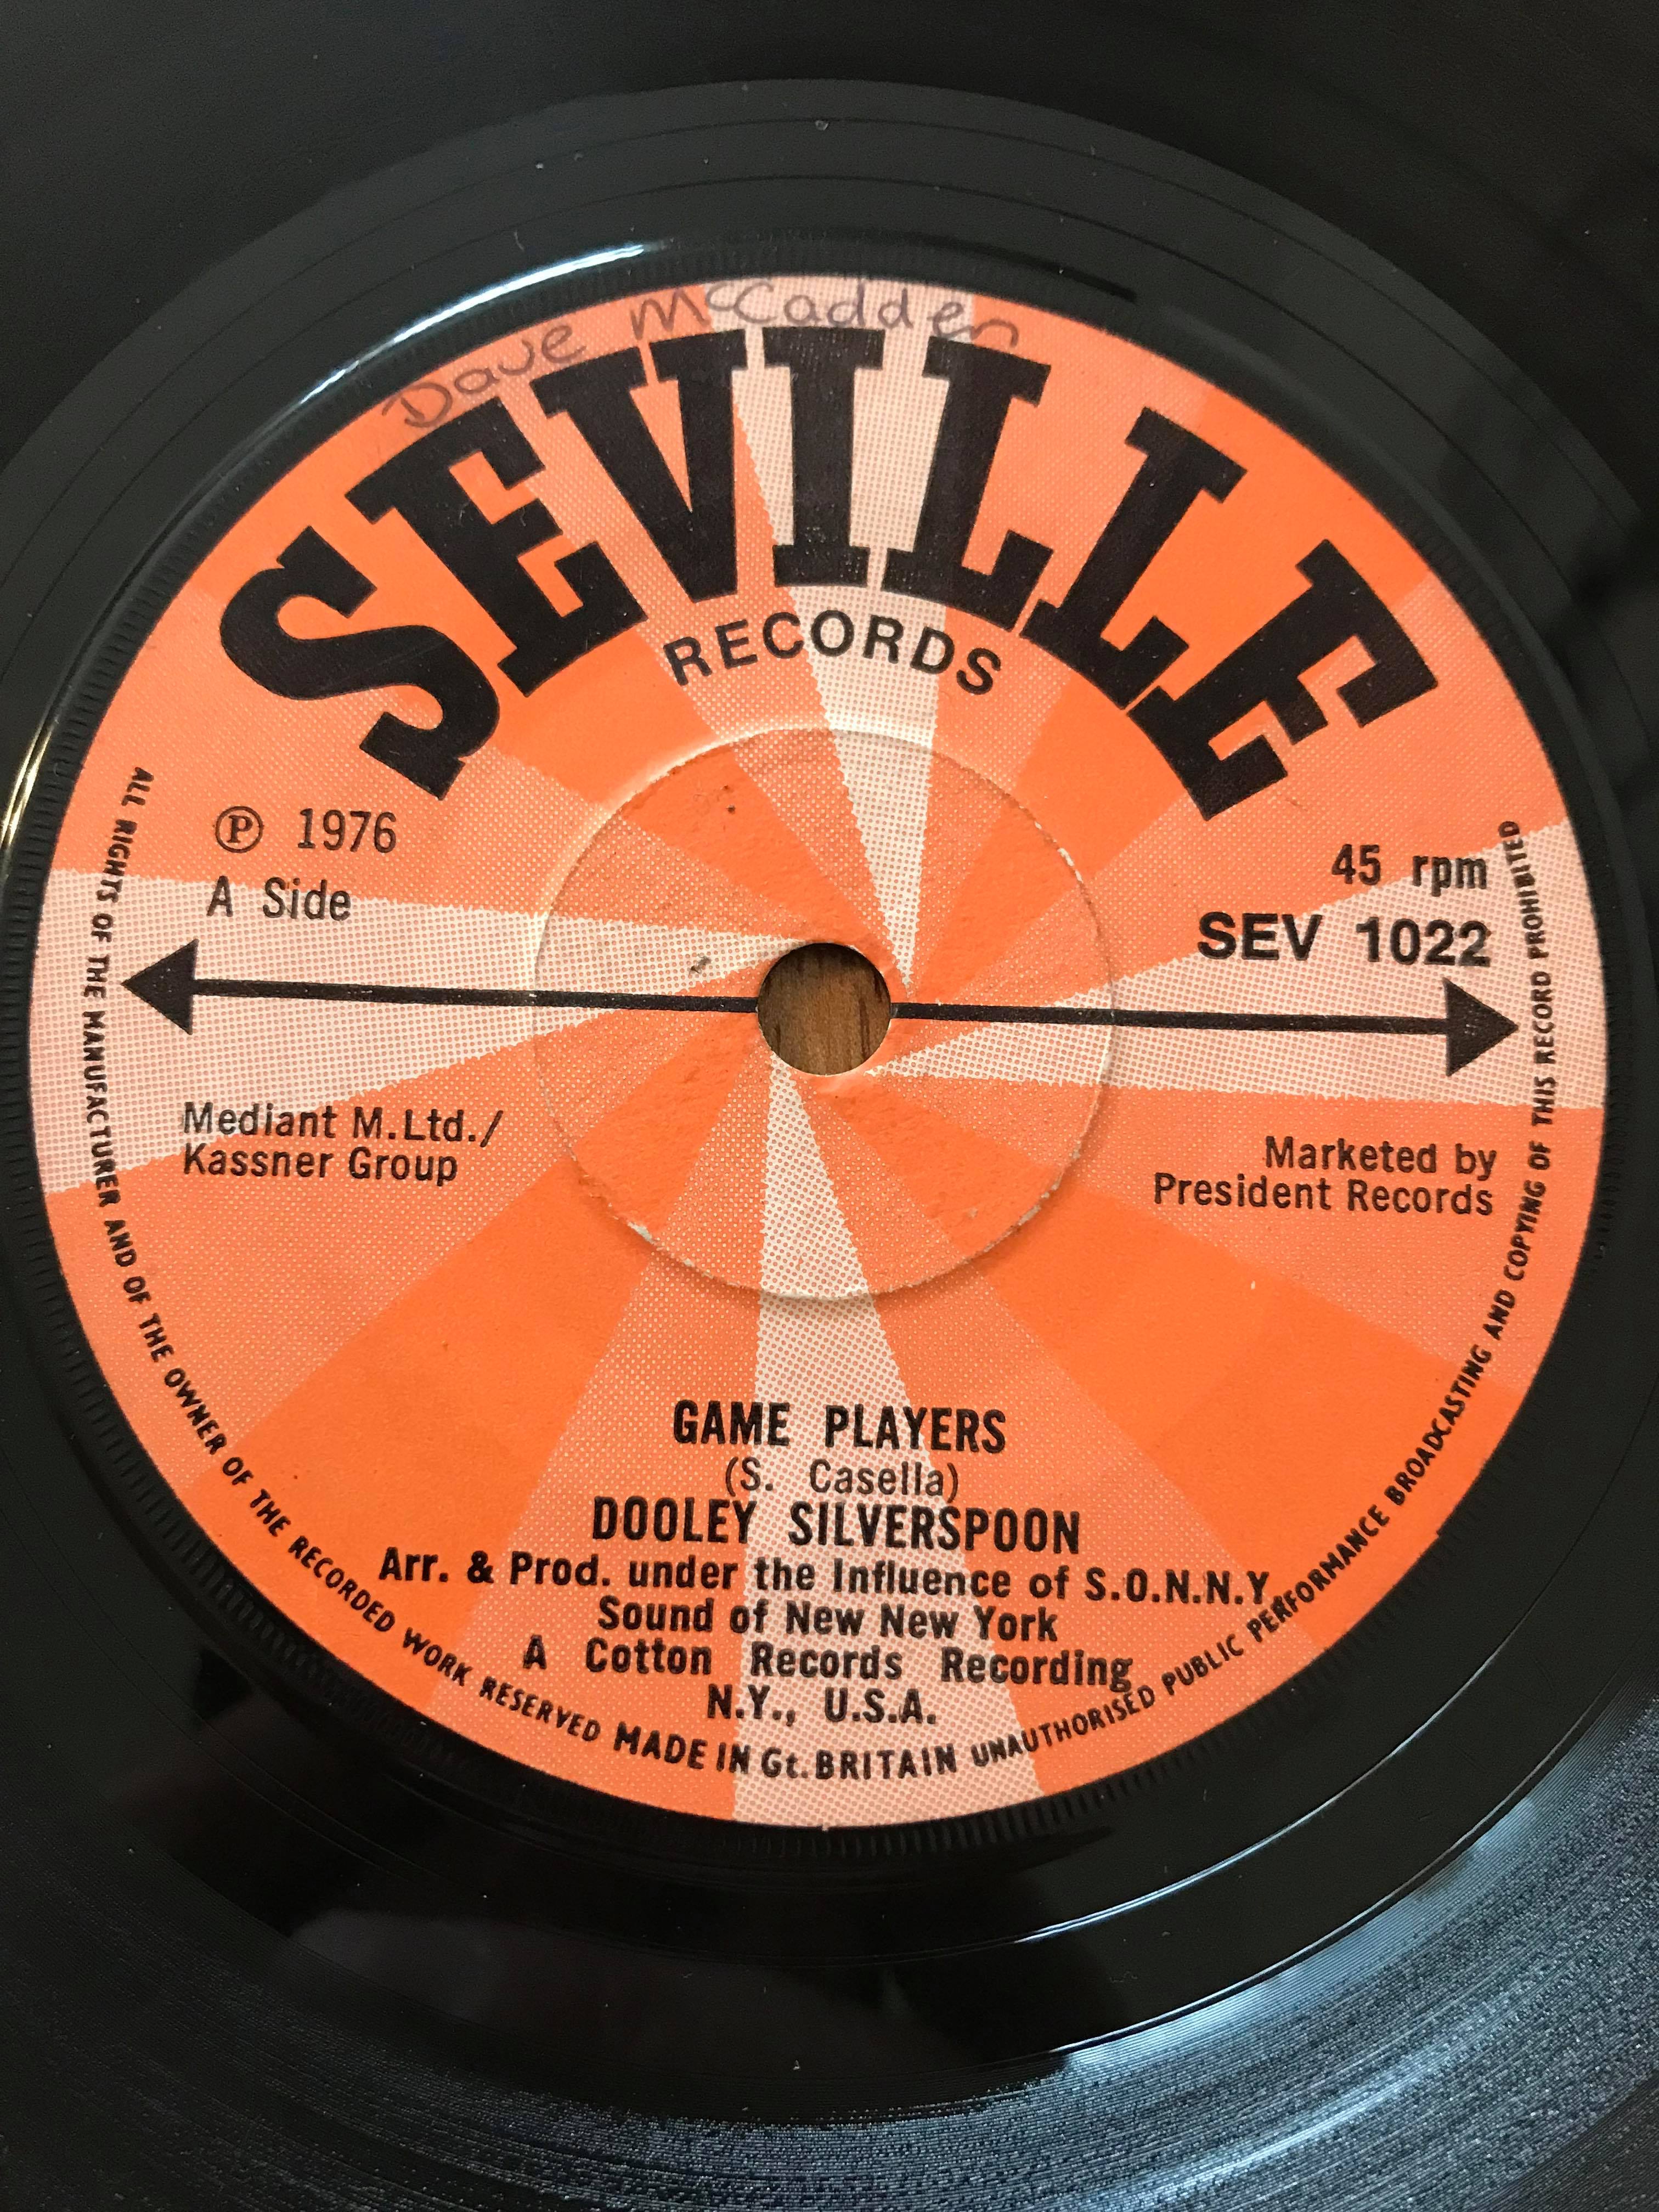 Dave McCadden
SEVILLE
RECORDS
℗ 1976
A Side
45 rpm
SEV 1022
Mediant M.Ltd./
Kassner Group
Marketed by
President Records
GAME PLAYERS
(S. Casella)
DOOLEY SILVERSPOON
Arr. & Prod. under the Influence of S.O.N.N.Y.
Sound of New New York
A Cotton Records Recording
N.Y., U.S.A.
ALL RIGHTS OF THE MANUFACTURER AND OF THE OWNER OF THE RECORDED WORK RESERVED MADE IN Gt. BRITAIN UNAUTHORISED PUBLIC PERFORMANCE BROADCASTING AND COPYING OF THIS RECORD PROHIBITED